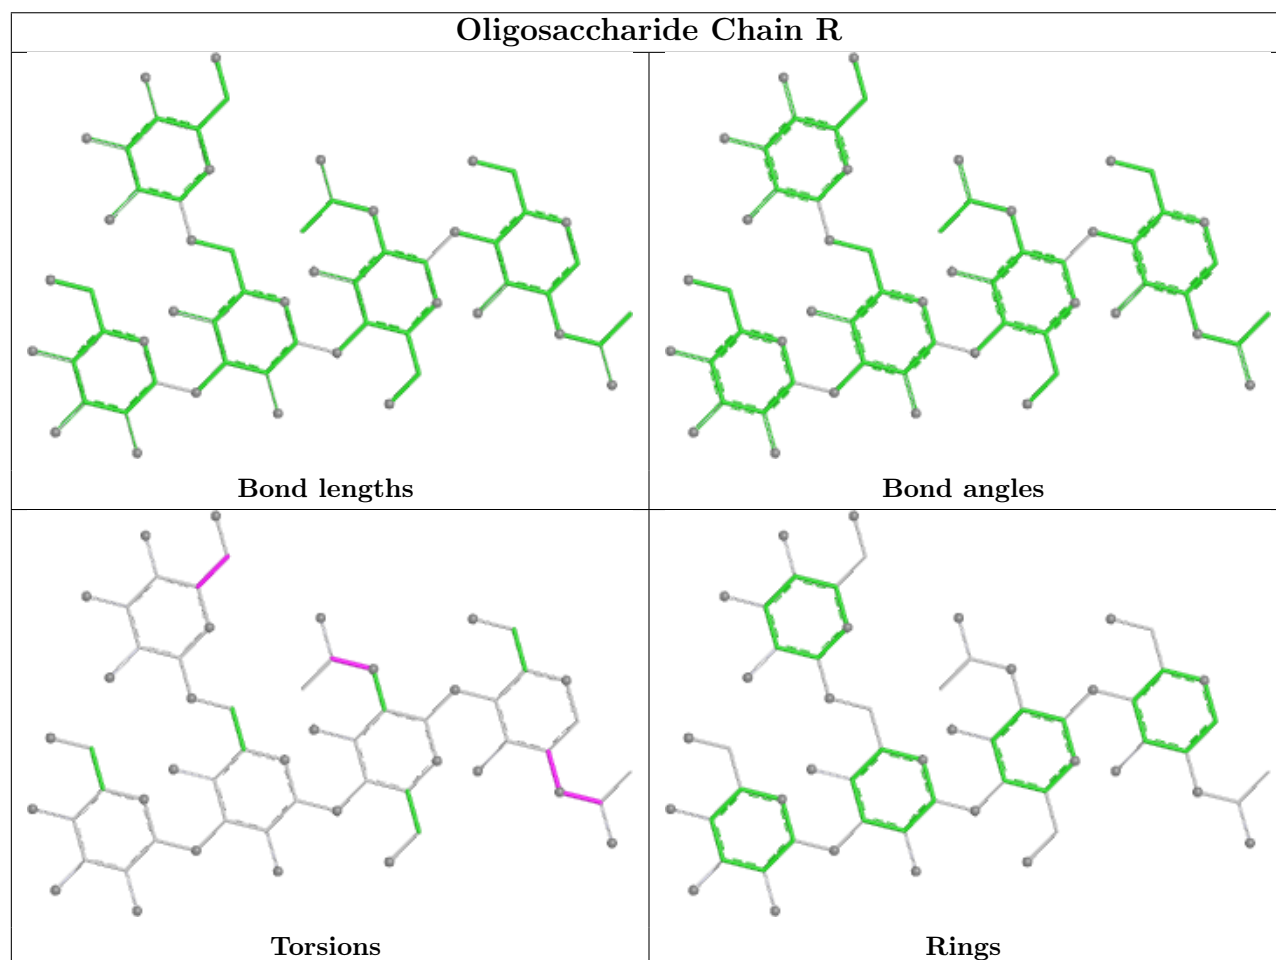 Oligosaccharide Chain R
Bond lengths
Bond angles
Torsions
Rings